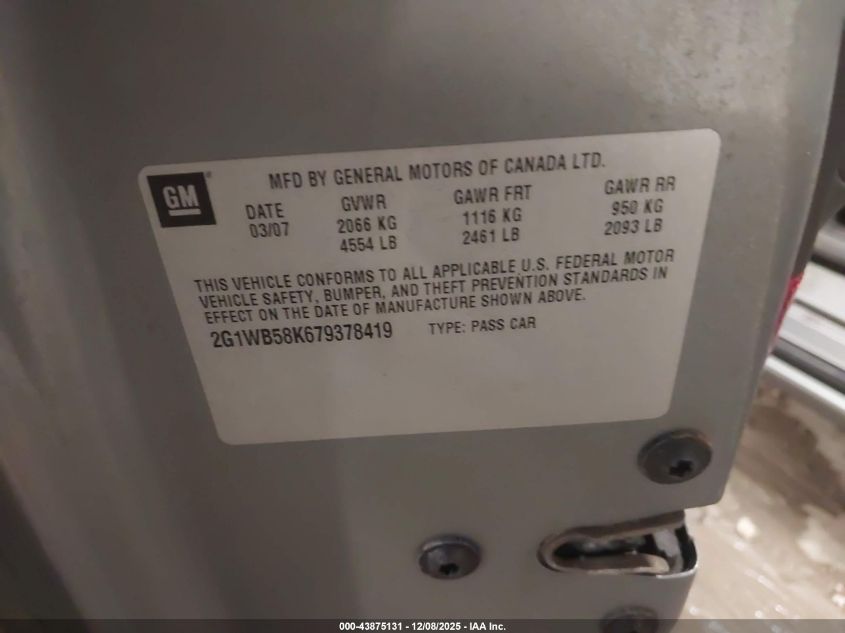 GM
MFD BY GENERAL MOTORS OF CANADA LTD.
DATE GVWR GAWR FRT GAWR RR
03/07 2066 KG 1116 KG 950 KG
4554 LB 2461 LB 2093 LB
THIS VEHICLE CONFORMS TO ALL APPLICABLE U.S. FEDERAL MOTOR
VEHICLE SAFETY, BUMPER, AND THEFT PREVENTION STANDARDS IN
EFFECT ON THE DATE OF MANUFACTURE SHOWN ABOVE.
2G1WB58K679378419 TYPE: PASS CAR
000-43875131 - 12/08/2025 - IAA Inc.